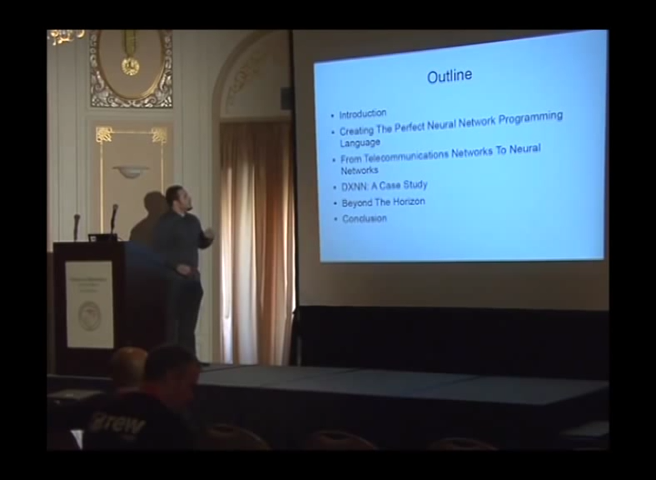 Outline
• Introduction
• Creating The Perfect Neural Network Programming
Language
• From Telecommunications Networks To Neural
Networks
• DXNN: A Case Study
• Beyond The Horizon
• Conclusion